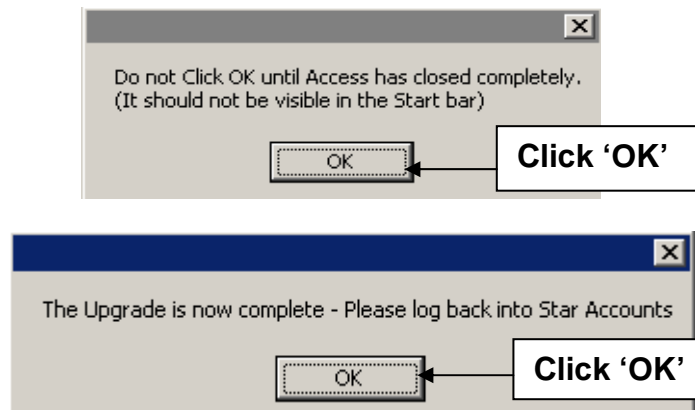 Do not Click OK until Access has closed completely.
(It should not be visible in the Start bar)
OK
Click ‘OK’
The Upgrade is now complete - Please log back into Star Accounts
OK
Click ‘OK’